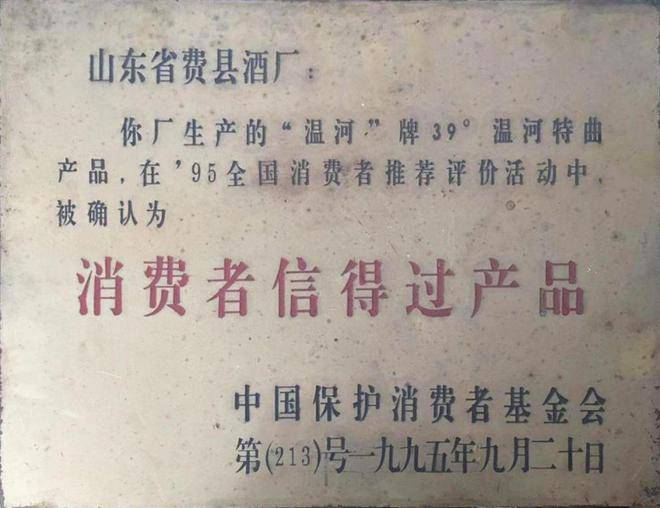 山东省费县酒厂：
你厂生产的“温河”牌39°温河特曲
产品，在'95全国消费者推荐评价活动中，
被确认为
消费者信得过产品
中国保护消费者基金会
第(213)号一九九五年九月二十日